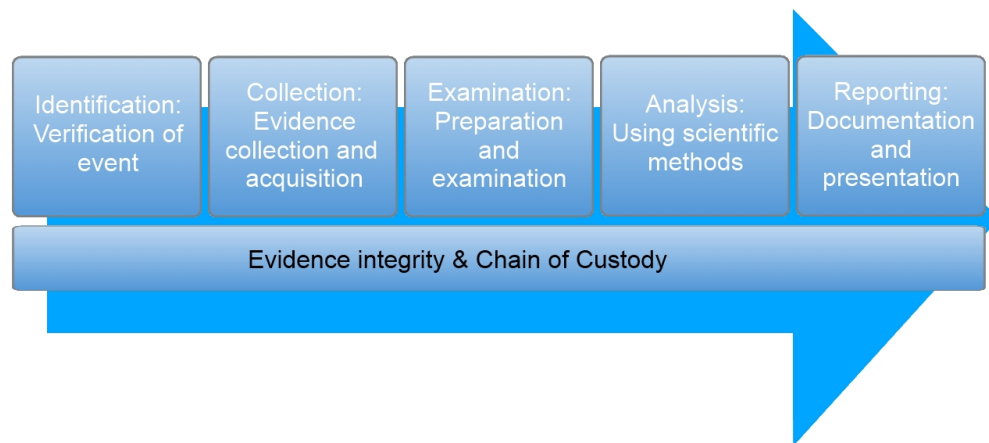 Identification:
Verification of
event
Collection:
Evidence
collection and
acquisition
Examination:
Preparation
and
examination
Analysis:
Using scientific
methods
Reporting:
Documentation
and
presentation
Evidence integrity & Chain of Custody